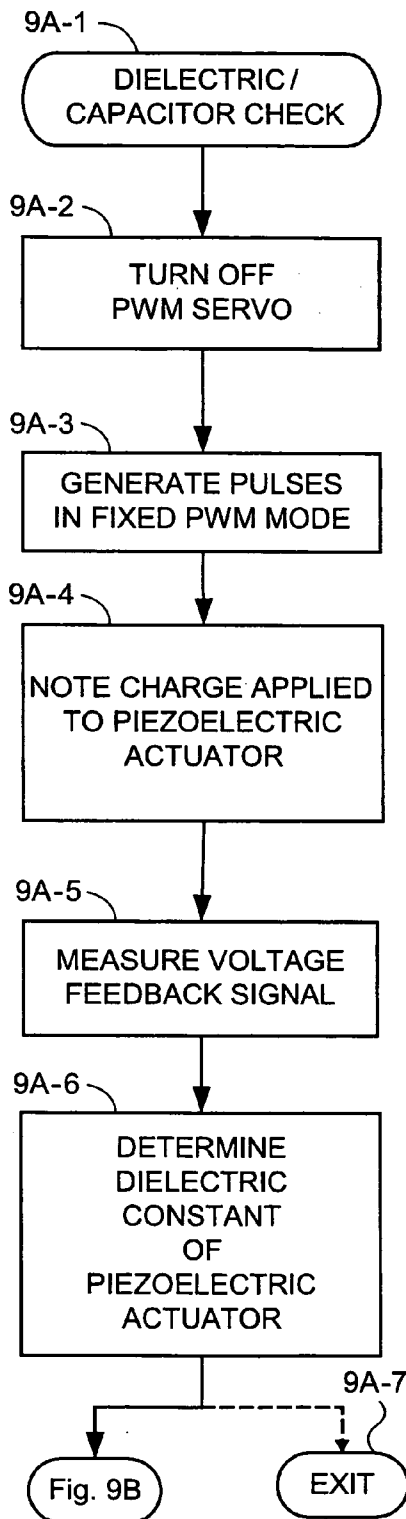 9A-1
DIELECTRIC /
CAPACITOR CHECK
9A-2
TURN OFF
PWM SERVO
9A-3
GENERATE PULSES
IN FIXED PWM MODE
9A-4
NOTE CHARGE APPLIED
TO PIEZOELECTRIC
ACTUATOR
9A-5
MEASURE VOLTAGE
FEEDBACK SIGNAL
9A-6
DETERMINE
DIELECTRIC
CONSTANT
OF
PIEZOELECTRIC
ACTUATOR
9A-7
Fig. 9B
EXIT